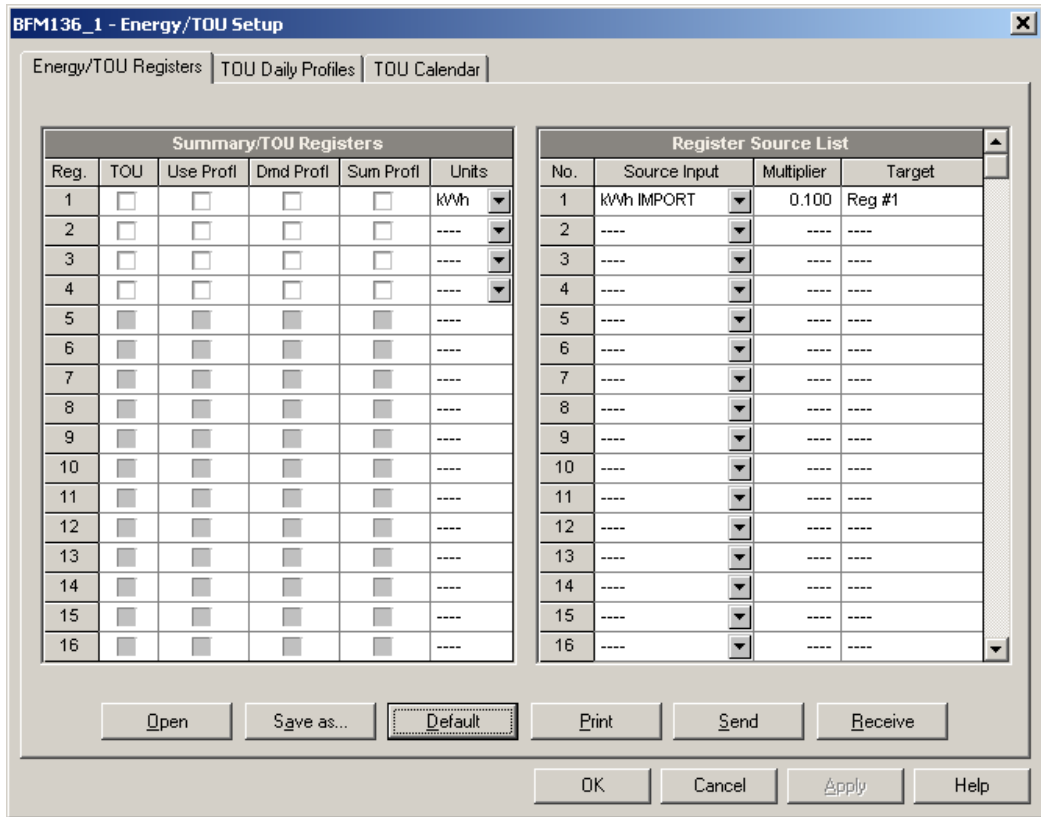 BFM136_1 - Energy/TOU Setup
Energy/TOU Registers TOU Daily Profiles TOU Calendar
Summary/TOU Registers Register Source List
Reg. TOU Use Profl Dmd Profl Sum Profl Units No. Source Input Multiplier Target
1 kWh 1 kWh IMPORT 0.100 Reg #1
2 ---- 2 ---- ---- ----
3 ---- 3 ---- ---- ----
4 ---- 4 ---- ---- ----
5 ---- 5 ---- ---- ----
6 ---- 6 ---- ---- ----
7 ---- 7 ---- ---- ----
8 ---- 8 ---- ---- ----
9 ---- 9 ---- ---- ----
10 ---- 10 ---- ---- ----
11 ---- 11 ---- ---- ----
12 ---- 12 ---- ---- ----
13 ---- 13 ---- ---- ----
14 ---- 14 ---- ---- ----
15 ---- 15 ---- ---- ----
16 ---- 16 ---- ---- ----
Open Save as... Default Print Send Receive
OK Cancel Apply Help